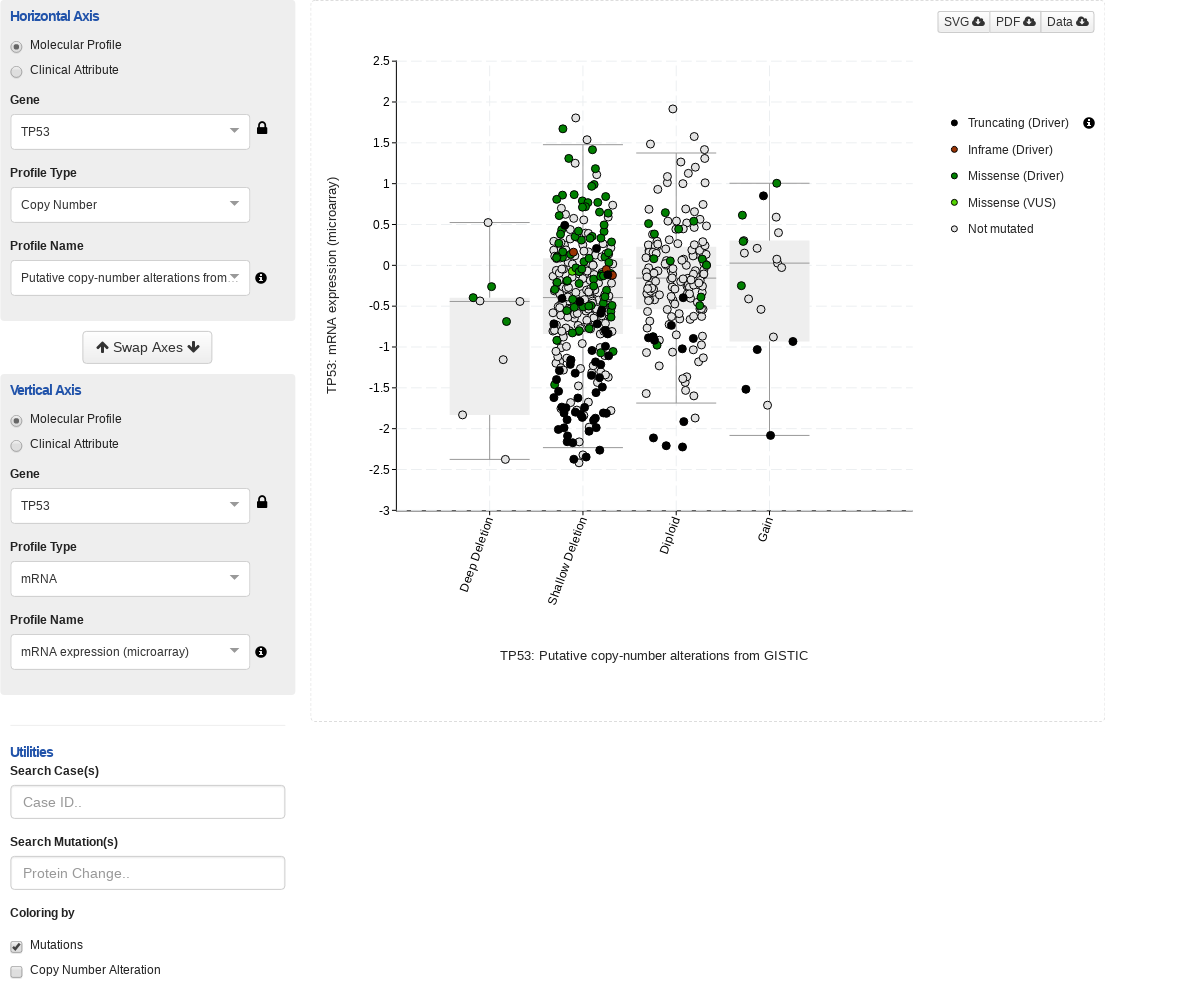 Horizontal Axis
Molecular Profile
Clinical Attribute
Gene
TP53
Profile Type
Copy Number
Profile Name
Putative copy-number alterations from...
Swap Axes
Vertical Axis
Molecular Profile
Clinical Attribute
Gene
TP53
Profile Type
mRNA
Profile Name
mRNA expression (microarray)
Utilities
Search Case(s)
Case ID..
Search Mutation(s)
Protein Change..
Coloring by
Mutations
Copy Number Alteration
SVG PDF Data
2.5
2
1.5
1
0.5
0
-0.5
-1
-1.5
-2
-2.5
-3
TP53: mRNA expression (microarray)
Deep Deletion
Shallow Deletion
Diploid
Gain
TP53: Putative copy-number alterations from GISTIC
Truncating (Driver)
Inframe (Driver)
Missense (Driver)
Missense (VUS)
Not mutated